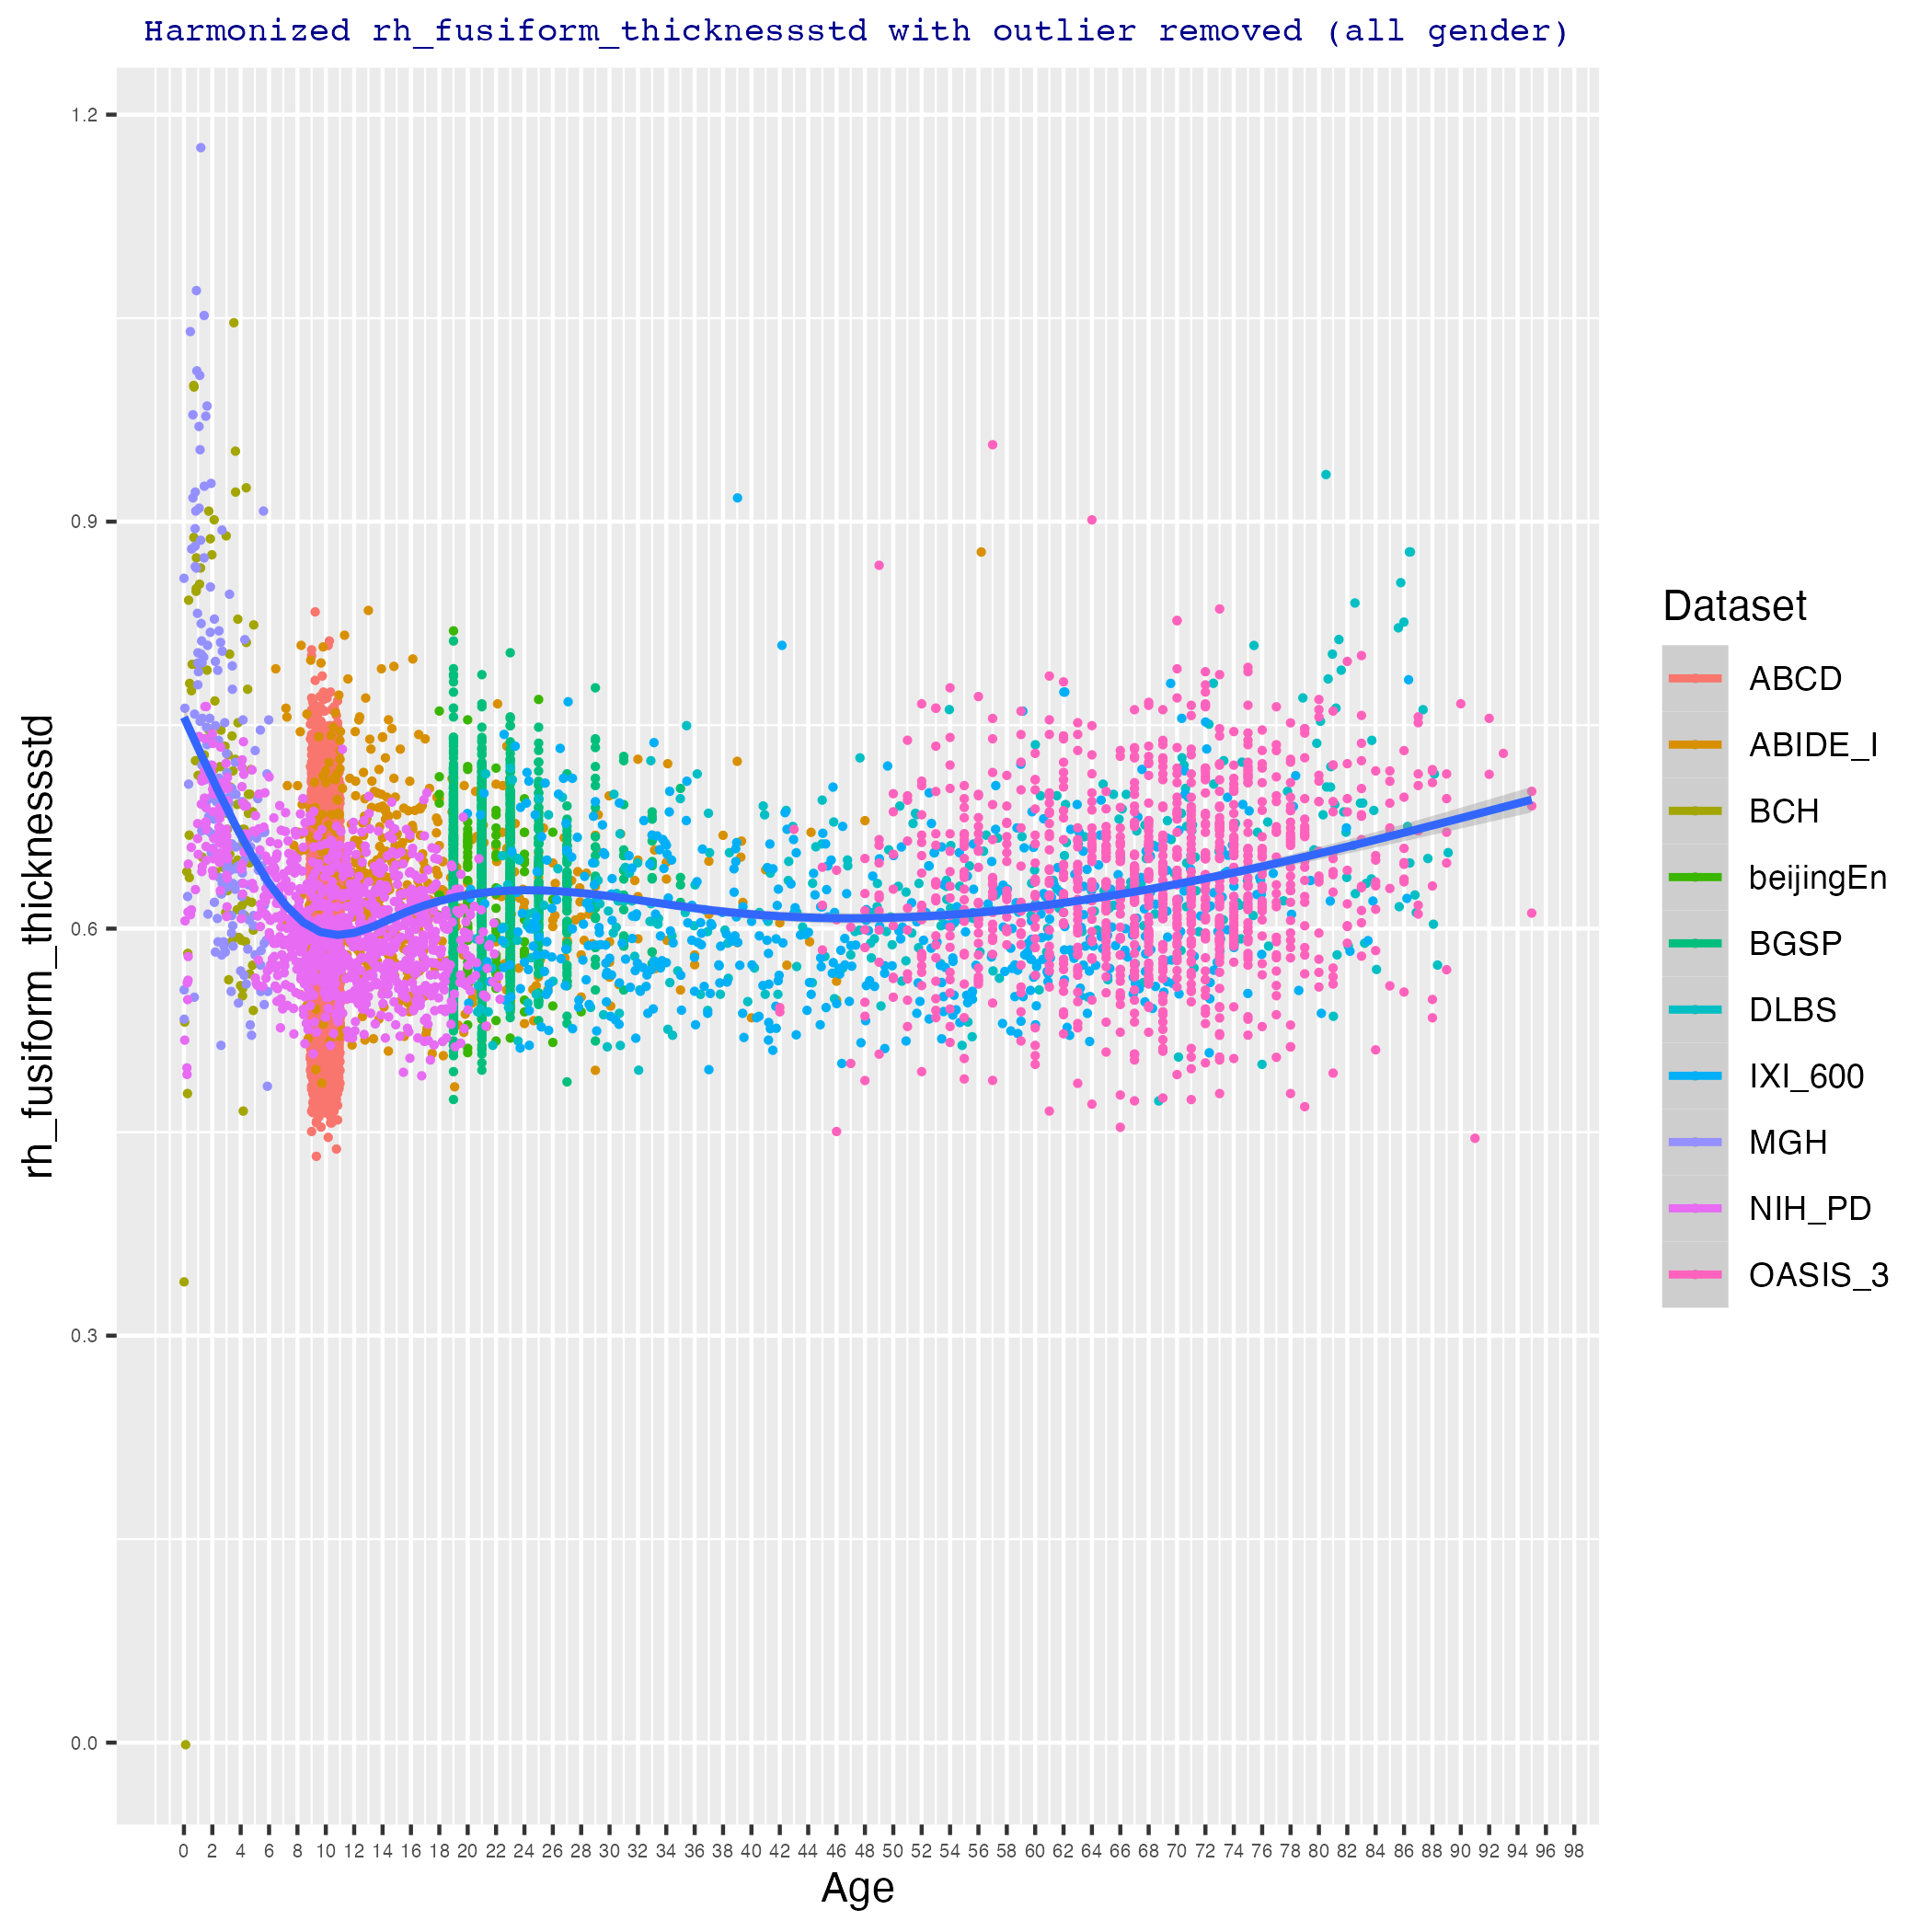 Harmonized rh_fusiform_thicknessstd with outlier removed (all gender)
rh_fusiform_thicknessstd
1.2
0.9
0.6
0.3
0.0
0 2 4 6 8 10 12 14 16 18 20 22 24 26 28 30 32 34 36 38 40 42 44 46 48 50 52 54 56 58 60 62 64 66 68 70 72 74 76 78 80 82 84 86 88 90 92 94 96 98
Age
Dataset
ABCD
ABIDE_I
BCH
beijingEn
BGSP
DLBS
IXI_600
MGH
NIH_PD
OASIS_3